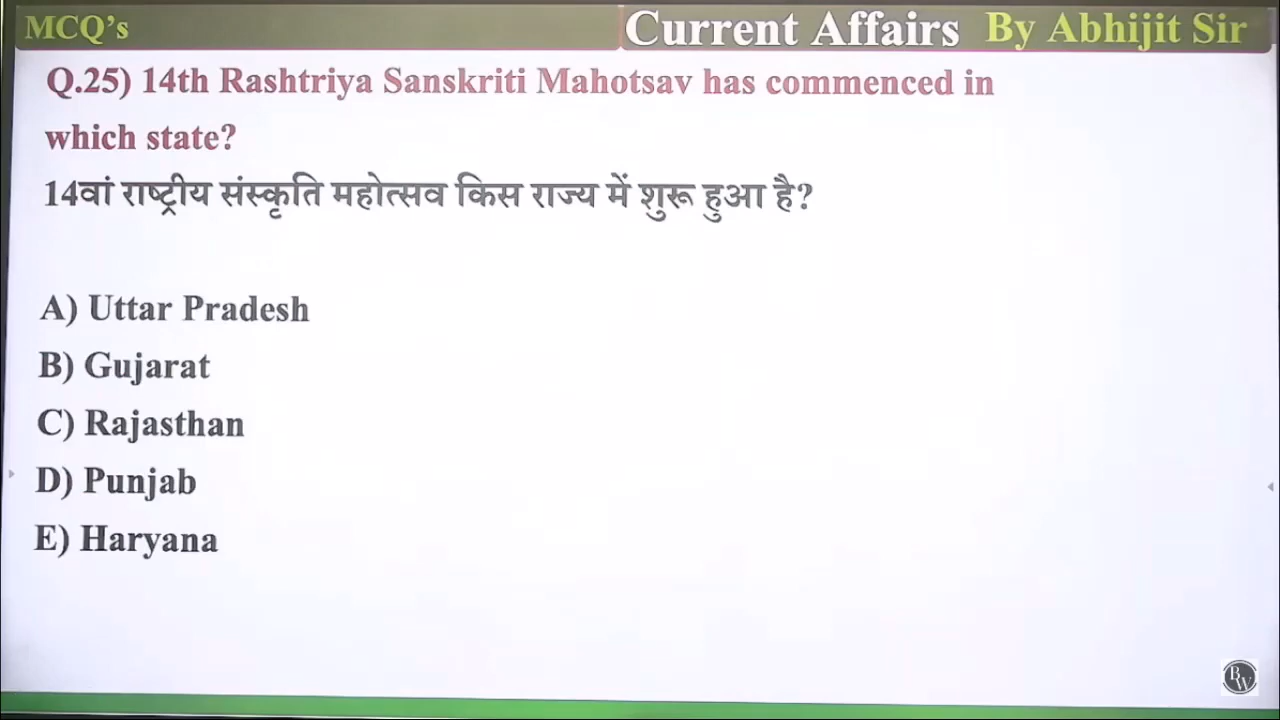 MCQ's
Current Affairs By Abhijit Sir
Q.25) 14th Rashtriya Sanskriti Mahotsav has commenced in
which state?
14वां राष्ट्रीय संस्कृति महोत्सव किस राज्य में शुरू हुआ है?
A) Uttar Pradesh
B) Gujarat
C) Rajasthan
D) Punjab
E) Haryana
PW